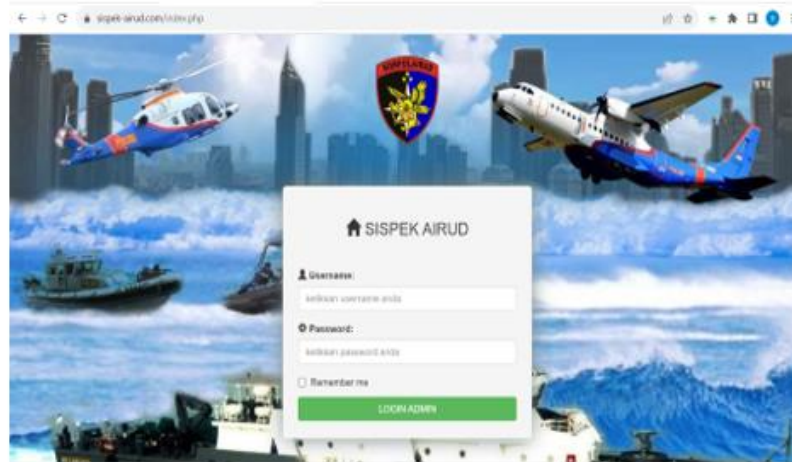 sispek-airud.com/index.php
SISPEK AIRUD
Username:
ketikkan username anda
Password:
ketikkan password anda
Remember me
LOGIN ADMIN